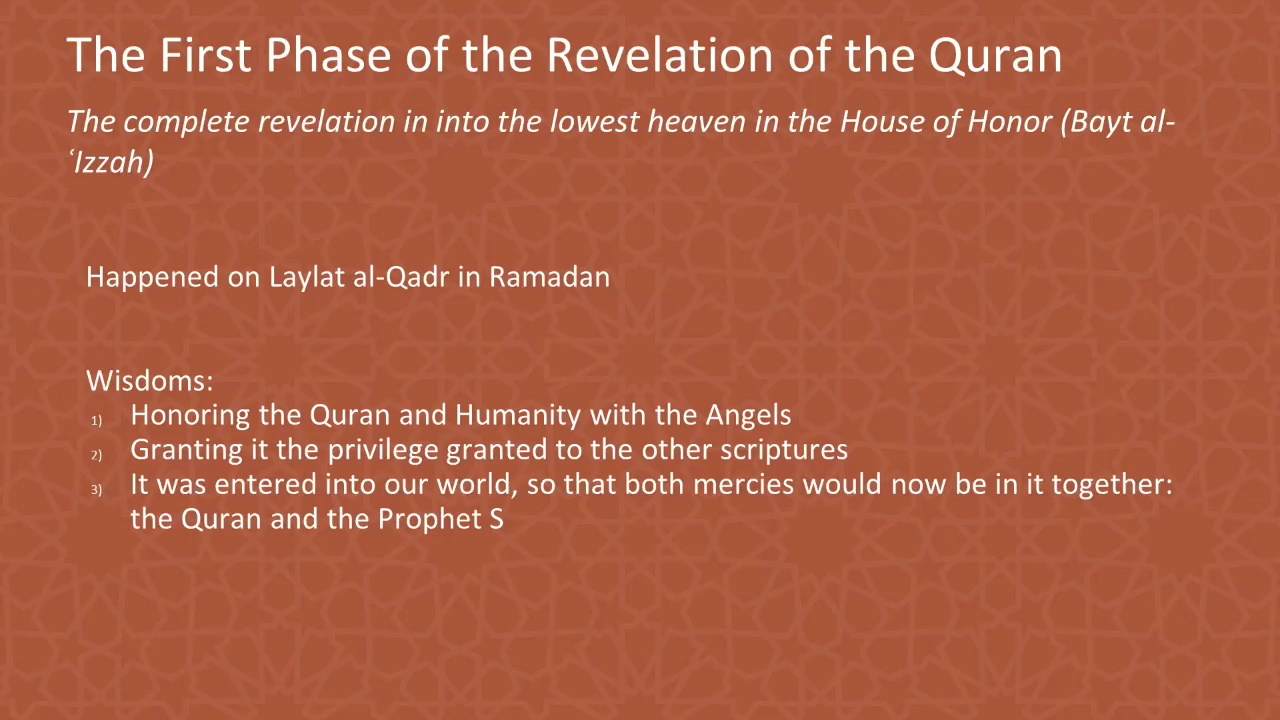 The First Phase of the Revelation of the Quran
The complete revelation in into the lowest heaven in the House of Honor (Bayt al-
ʿIzzah)
Happened on Laylat al-Qadr in Ramadan
Wisdoms:
1) Honoring the Quran and Humanity with the Angels
2) Granting it the privilege granted to the other scriptures
3) It was entered into our world, so that both mercies would now be in it together:
the Quran and the Prophet S